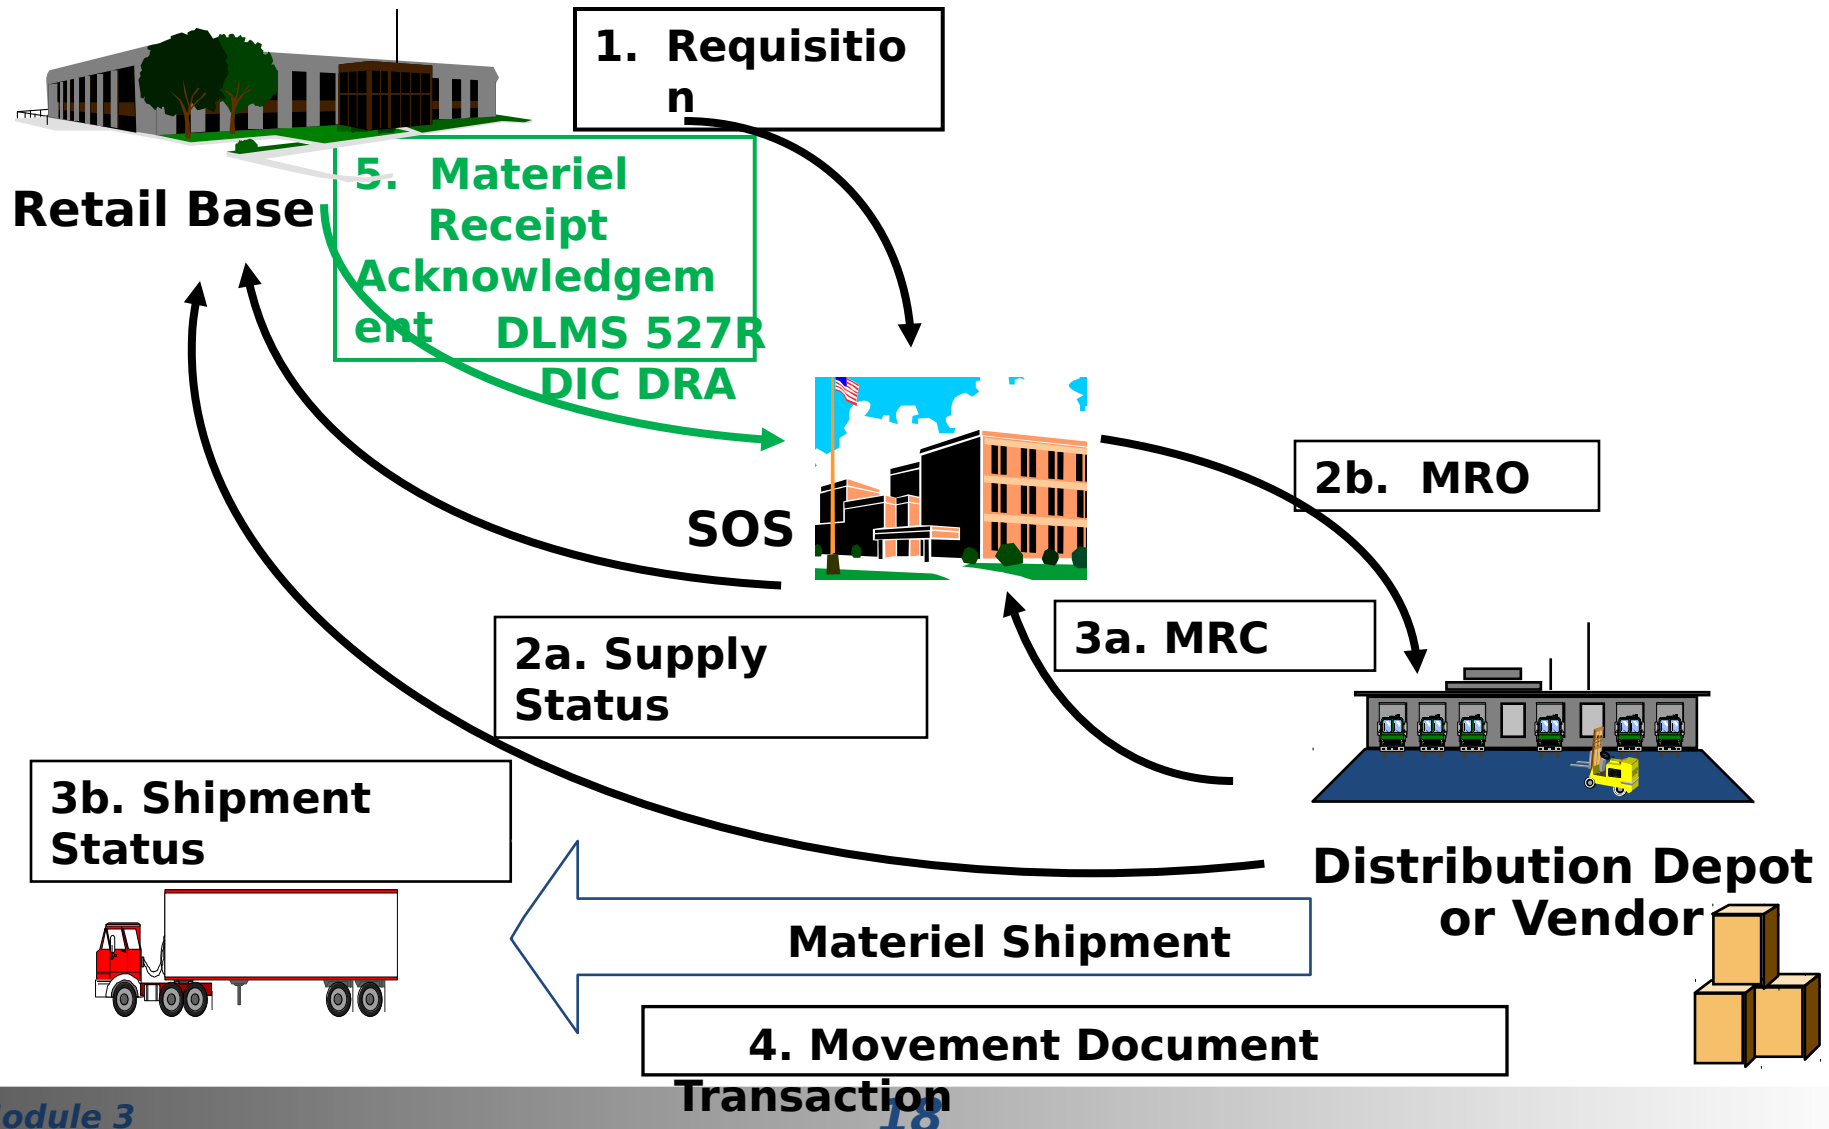 1. Requisitio
n
5. Materiel
Receipt
Acknowledgem
ent DLMS 527R
DIC DRA
Retail Base
SOS
2b. MRO
3a. MRC
2a. Supply
Status
3b. Shipment
Status
Distribution Depot
or Vendor
Materiel Shipment
4. Movement Document
Transaction
odule 3
18